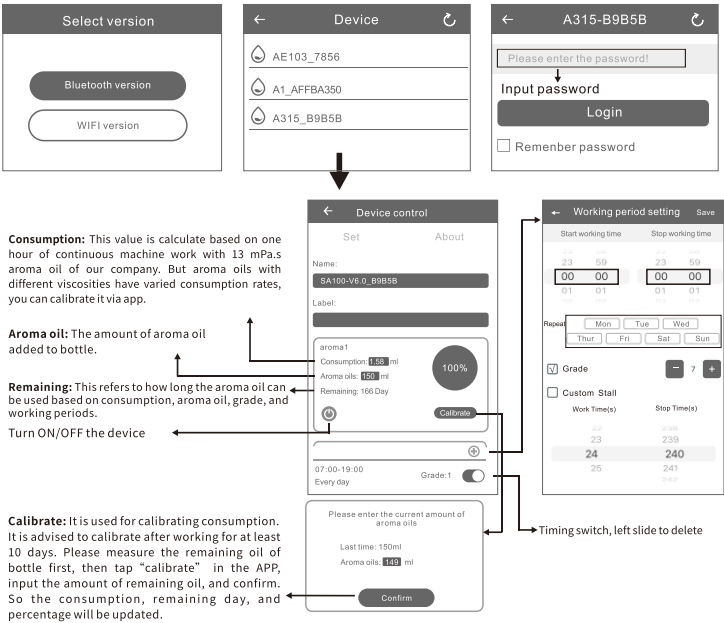 Select version
Bluetooth version
WIFI version
Device
AE103_7856
A1_AFFBA350
A315_B9B5B
A315-B9B5B
Please enter the password!
Input password
Login
Remenber password
Consumption: This value is calculate based on one
hour of continuous machine work with 13 mPa.s
aroma oil of our company. But aroma oils with
different viscosities have varied consumption rates,
you can calibrate it via app.
Aroma oil: The amount of aroma oil
added to bottle.
Remaining: This refers to how long the aroma oil can
be used based on consumption, aroma oil, grade, and
working periods.
Turn ON/OFF the device
Calibrate: It is used for calibrating consumption.
It is advised to calibrate after working for at least
10 days. Please measure the remaining oil of
bottle first, then tap “calibrate” in the APP,
input the amount of remaining oil, and confirm.
So the consumption, remaining day, and
percentage will be updated.
Device control
Set About
Name:
SA100-V6.0_B9B5B
Label:
aroma1
Consumption: 1.58 ml
Aroma oils: 150 ml
Remaining: 166 Day
100%
Calibrate
07:00-19:00
Every day
Grade:1
Please enter the current amount of
aroma oils
Last time: 150ml
Aroma oils: 149 ml
Confirm
Working period setting Save
Start working time Stop working time
23 59 23 59
00 00 00 00
01 01 01 01
Repeat
Mon Tue Wed
Thur Fri Sat Sun
√ Grade 7
Custom Stall
Work Time(s) Stop Time(s)
22 238
23 239
24 240
25 241
242
Timing switch, left slide to delete